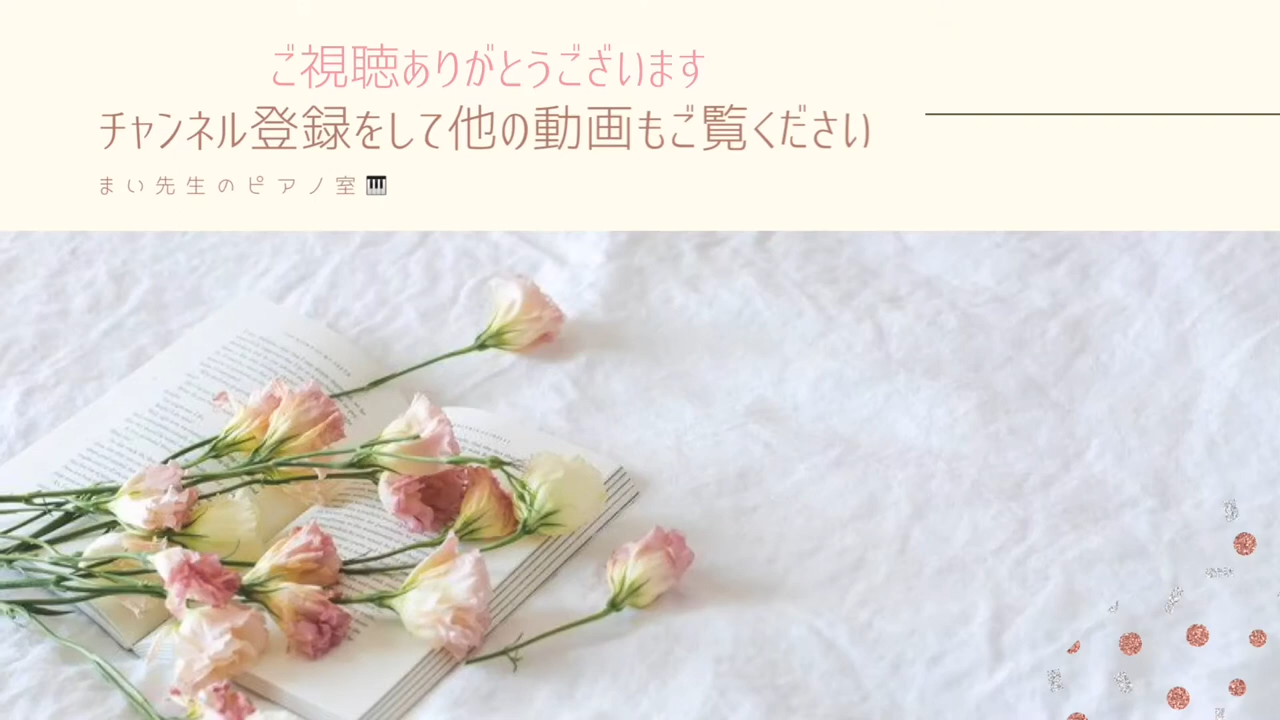 ご視聴ありがとうございます
チャンネル登録をして他の動画もご覧ください
まい先生のピアノ室🎹